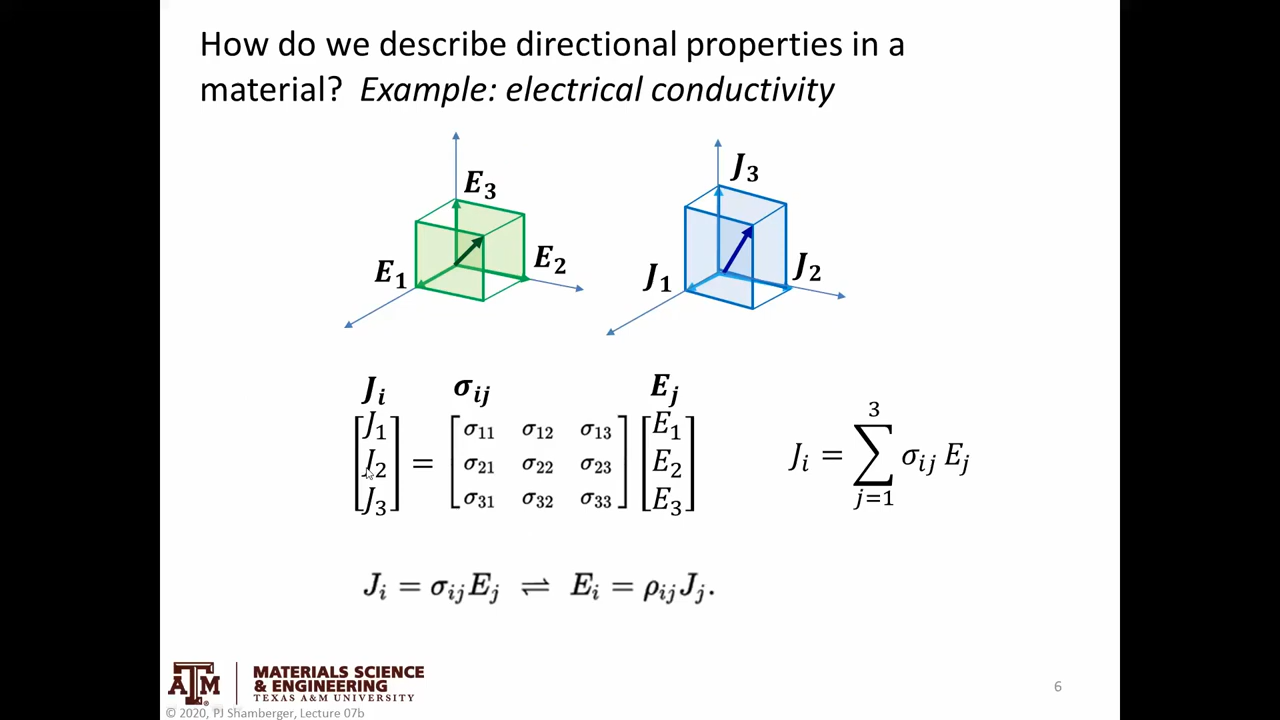 How do we describe directional properties in a
material? Example: electrical conductivity
E₃
E₂
E₁
J₃
J₂
J₁
Jᵢ σᵢⱼ Eⱼ
[J₁] = [σ₁₁ σ₁₂ σ₁₃] [E₁]
[J₂] [σ₂₁ σ₂₂ σ₂₃] [E₂]
[J₃] [σ₃₁ σ₃₂ σ₃₃] [E₃]
Jᵢ = ∑ⱼ₌₁³ σᵢⱼ Eⱼ
Jᵢ = σᵢⱼEⱼ ⇌ Eᵢ = ρᵢⱼJⱼ.
ATM
MATERIALS SCIENCE
& ENGINEERING
TEXAS A&M UNIVERSITY
© 2020, PJ Shamberger, Lecture 07b
6